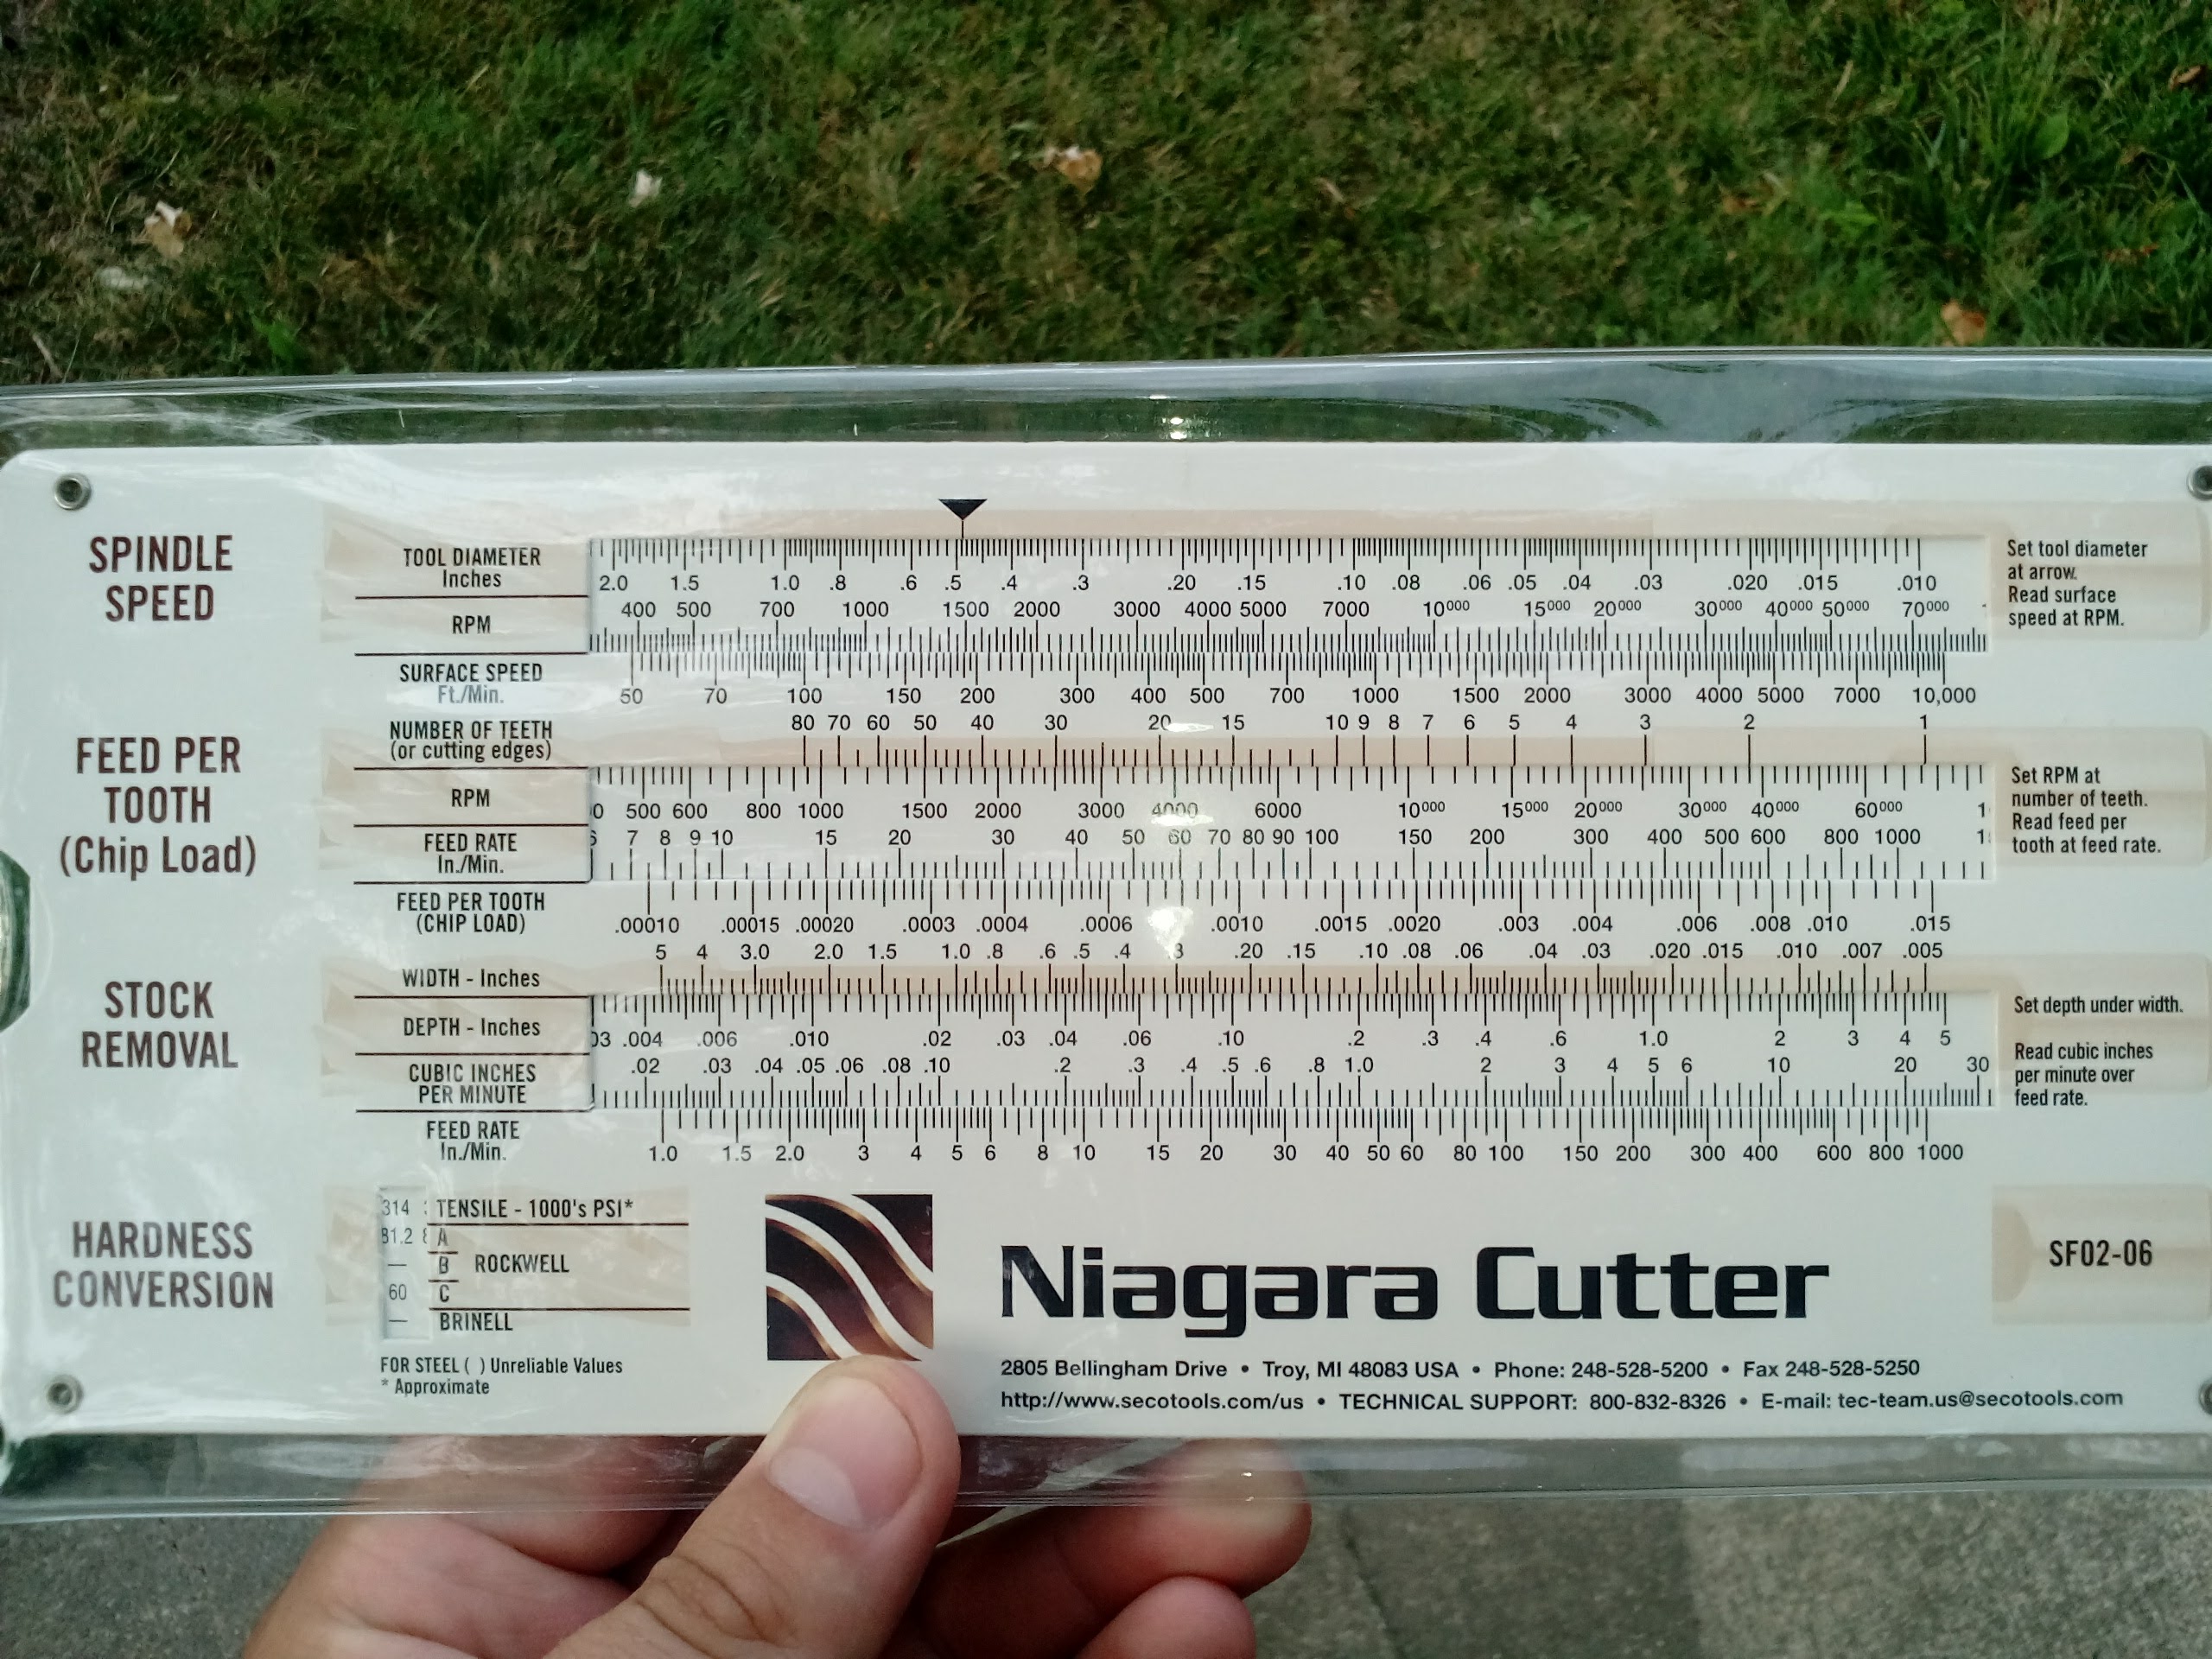 SPINDLE SPEED
TOOL DIAMETER Inches
2.0 1.5 1.0 .8 .6 .5 .4 .3 .20 .15 .10 .08 .06 .05 .04 .03 .020 .015 .010
Set tool diameter
at arrow.
Read surface
speed at RPM.
RPM
400 500 700 1000 1500 2000 3000 4000 5000 7000 10000 15000 20000 30000 40000 50000 70000
SURFACE SPEED Ft./Min.
50 70 100 150 200 300 400 500 700 1000 1500 2000 3000 4000 5000 7000 10,000
FEED PER TOOTH (Chip Load)
NUMBER OF TEETH (or cutting edges)
80 70 60 50 40 30 20 15 10 9 8 7 6 5 4 3 2 1
RPM
500 600 800 1000 1500 2000 3000 4000 6000 10000 15000 20000 30000 40000 60000
Set RPM at
number of teeth.
Read feed per
tooth at feed rate.
FEED RATE In./Min.
7 8 9 10 15 20 30 40 50 60 70 80 90 100 150 200 300 400 500 600 800 1000
FEED PER TOOTH (CHIP LOAD)
.00010 .00015 .00020 .0003 .0004 .0006 .0010 .0015 .0020 .003 .004 .006 .008 .010 .015
STOCK REMOVAL
WIDTH - Inches
5 4 3.0 2.0 1.5 1.0 .8 .6 .5 .4 .3 .20 .15 .10 .08 .06 .04 .03 .020 .015 .010 .007 .005
DEPTH - Inches
.004 .006 .010 .02 .03 .04 .06 .10 .2 .3 .4 .6 1.0 2 3 4 5
Set depth under width.
CUBIC INCHES PER MINUTE
.02 .03 .04 .05 .06 .08 .10 .2 .3 .4 .5 .6 .8 1.0 2 3 4 5 6 10 20 30
Read cubic inches
per minute over
feed rate.
FEED RATE In./Min.
1.0 1.5 2.0 3 4 5 6 8 10 15 20 30 40 50 60 80 100 150 200 300 400 600 800 1000
HARDNESS CONVERSION
314 TENSILE - 1000's PSI*
81.2 A
— B ROCKWELL
60 C
— BRINELL
FOR STEEL ( ) Unreliable Values
* Approximate
Niagara Cutter
SF02-06
2805 Bellingham Drive • Troy, MI 48083 USA • Phone: 248-528-5200 • Fax 248-528-5250
http://www.secotools.com/us • TECHNICAL SUPPORT: 800-832-8326 • E-mail: tec-team.us@secotools.com